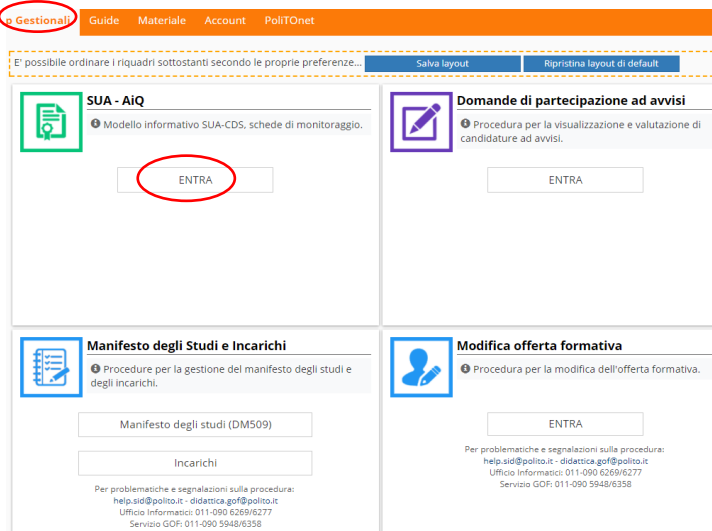 p Gestionali Guide Materiale Account PoliTOnet
E' possibile ordinare i riquadri sottostanti secondo le proprie preferenze... Salva layout Ripristina layout di default
SUA - AiQ
Modello informativo SUA-CDS, schede di monitoraggio.
ENTRA
Domande di partecipazione ad avvisi
Procedura per la visualizzazione e valutazione di
candidature ad avvisi.
ENTRA
Manifesto degli Studi e Incarichi
Procedure per la gestione del manifesto degli studi e
degli incarichi.
Manifesto degli studi (DM509)
Incarichi
Per problematiche e segnalazioni sulla procedura:
help.sid@polito.it - didattica.gof@polito.it
Ufficio Informatici: 011-090 6269/6277
Servizio GOF: 011-090 5948/6358
Modifica offerta formativa
Procedura per la modifica dell'offerta formativa.
ENTRA
Per problematiche e segnalazioni sulla procedura:
help.sid@polito.it - didattica.gof@polito.it
Ufficio Informatici: 011-090 6269/6277
Servizio GOF: 011-090 5948/6358